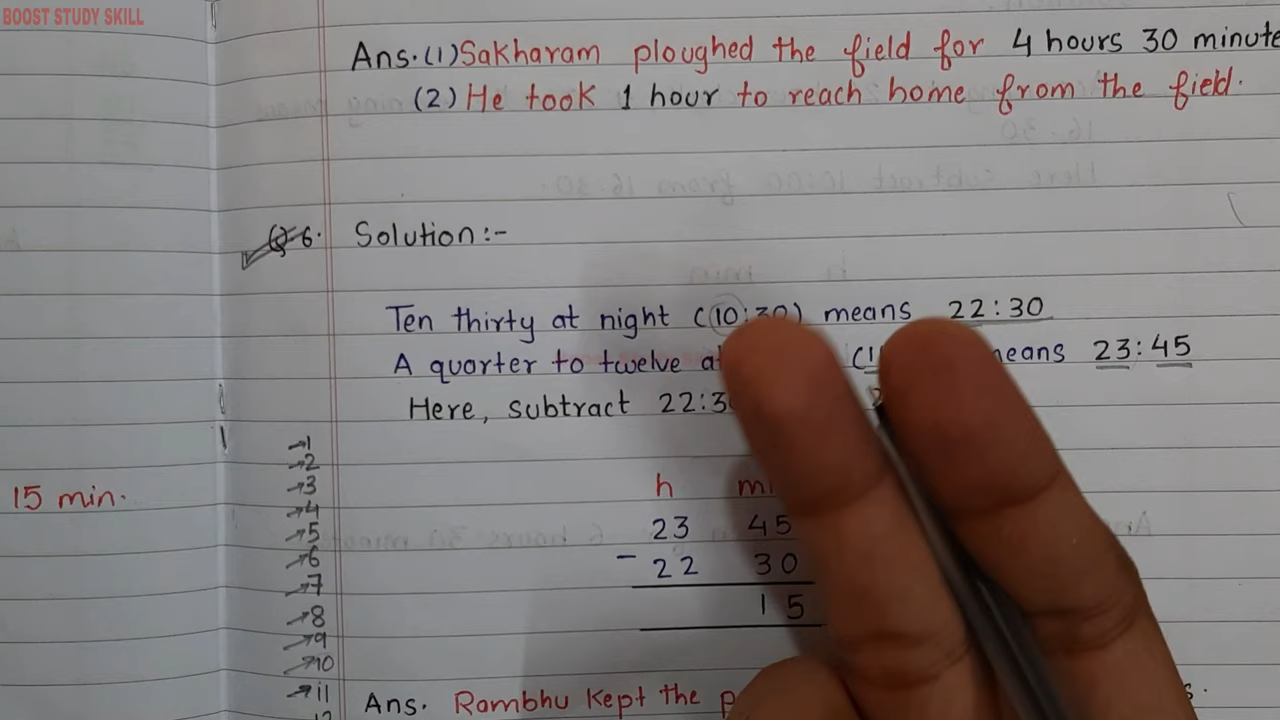 BOOST STUDY SKILL
Ans. (1) Sakharam ploughed the field for 4 hours 30 minute
(2) He took 1 hour to reach home from the field.
Q 6. Solution:-
Ten thirty at night (10:30) means 22:30
A quarter to twelve means 23:45
Here, subtract 22:30
→1
→2
→3
15 min.
h
→4
23 45
→5
→6
- 22 30
→7
→8
15
→9
→10
→11
12
Ans. Rambhu kept the